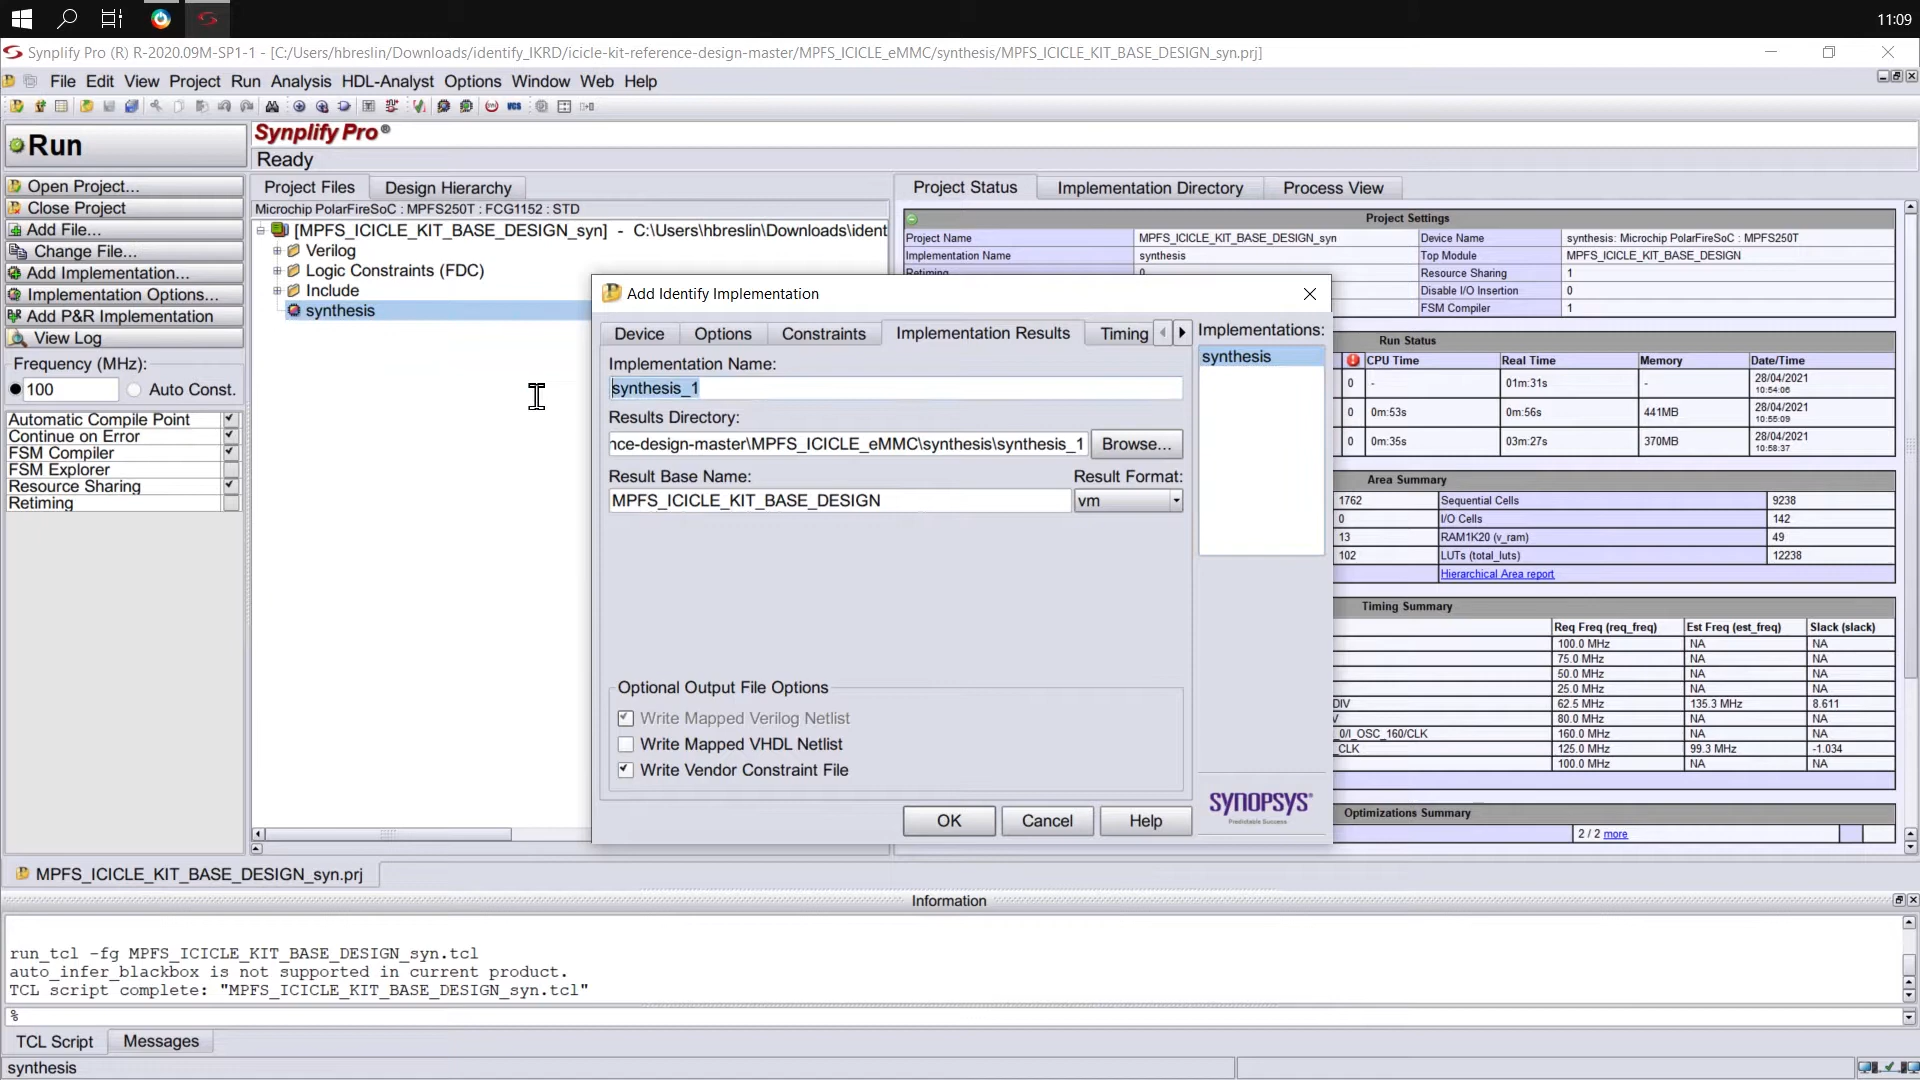 11:09
Synplify Pro (R) R-2020.09M-SP1-1 - [C:/Users/hbreslin/Downloads/identify_IKRD/icicle-kit-reference-design-master/MPFS_ICICLE_eMMC/synthesis/MPFS_ICICLE_KIT_BASE_DESIGN_syn.prj]
File Edit View Project Run Analysis HDL-Analyst Options Window Web Help
Run
Synplify Pro®
Ready
Open Project...
Close Project
Add File...
Change File...
Add Implementation...
Implementation Options...
Add P&R Implementation
View Log
Frequency (MHz):
100 Auto Const.
Automatic Compile Point
Continue on Error
FSM Compiler
FSM Explorer
Resource Sharing
Retiming
Project Files Design Hierarchy
Microchip PolarFireSoC : MPFS250T : FCG1152 : STD
[MPFS_ICICLE_KIT_BASE_DESIGN_syn] - C:\Users\hbreslin\Downloads\ident
Verilog
Logic Constraints (FDC)
Include
synthesis
Project Status Implementation Directory Process View
Project Settings
Project Name MPFS_ICICLE_KIT_BASE_DESIGN_syn Device Name synthesis: Microchip PolarFireSoC : MPFS250T
Implementation Name synthesis Top Module MPFS_ICICLE_KIT_BASE_DESIGN
Retiming 0 Resource Sharing 1
Disable I/O Insertion 0
FSM Compiler 1
Run Status
CPU Time Real Time Memory Date/Time
0 - 01m:31s - 28/04/2021
10:54:06
0 0m:53s 0m:56s 441MB 28/04/2021
10:55:09
0 0m:35s 03m:27s 370MB 28/04/2021
10:58:37
Area Summary
1762 Sequential Cells 9238
0 I/O Cells 142
13 RAM1K20 (v_ram) 49
102 LUTs (total_luts) 12238
Hierarchical Area report
Timing Summary
Req Freq (req_freq) Est Freq (est_freq) Slack (slack)
100.0 MHz NA NA
75.0 MHz NA NA
50.0 MHz NA NA
25.0 MHz NA NA
DIV 62.5 MHz 135.3 MHz 8.611
80.0 MHz NA NA
_0/I_OSC_160/CLK 160.0 MHz NA NA
_CLK 125.0 MHz 99.3 MHz -1.034
100.0 MHz NA NA
Optimizations Summary
2 / 2 more
Add Identify Implementation
Device Options Constraints Implementation Results Timing
Implementations:
synthesis
Implementation Name:
synthesis_1
Results Directory:
nce-design-master\MPFS_ICICLE_eMMC\synthesis\synthesis_1 Browse...
Result Base Name: Result Format:
MPFS_ICICLE_KIT_BASE_DESIGN vm
Optional Output File Options
Write Mapped Verilog Netlist
Write Mapped VHDL Netlist
Write Vendor Constraint File
OK Cancel Help
SYNOPSYS®
Predictable Success
MPFS_ICICLE_KIT_BASE_DESIGN_syn.prj
Information
run_tcl -fg MPFS_ICICLE_KIT_BASE_DESIGN_syn.tcl
auto_infer_blackbox is not supported in current product.
TCL script complete: "MPFS_ICICLE_KIT_BASE_DESIGN_syn.tcl"
%
TCL Script Messages
synthesis